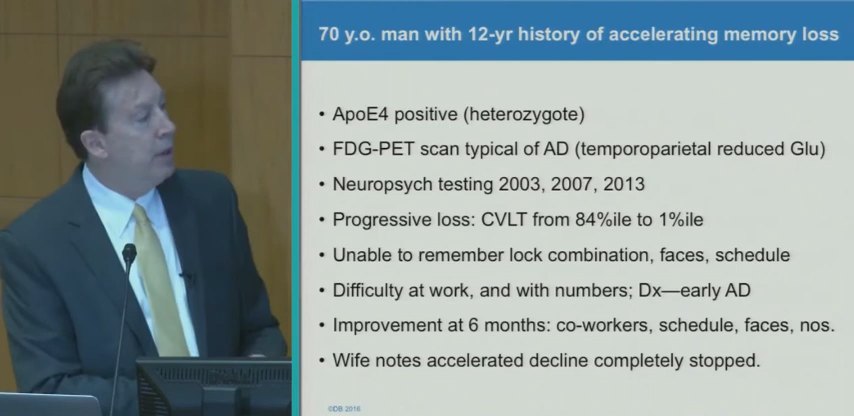 70 y.o. man with 12-yr history of accelerating memory loss
• ApoE4 positive (heterozygote)
• FDG-PET scan typical of AD (temporoparietal reduced Glu)
• Neuropsych testing 2003, 2007, 2013
• Progressive loss: CVLT from 84%ile to 1%ile
• Unable to remember lock combination, faces, schedule
• Difficulty at work, and with numbers; Dx—early AD
• Improvement at 6 months: co-workers, schedule, faces, nos.
• Wife notes accelerated decline completely stopped.
©DB 2016